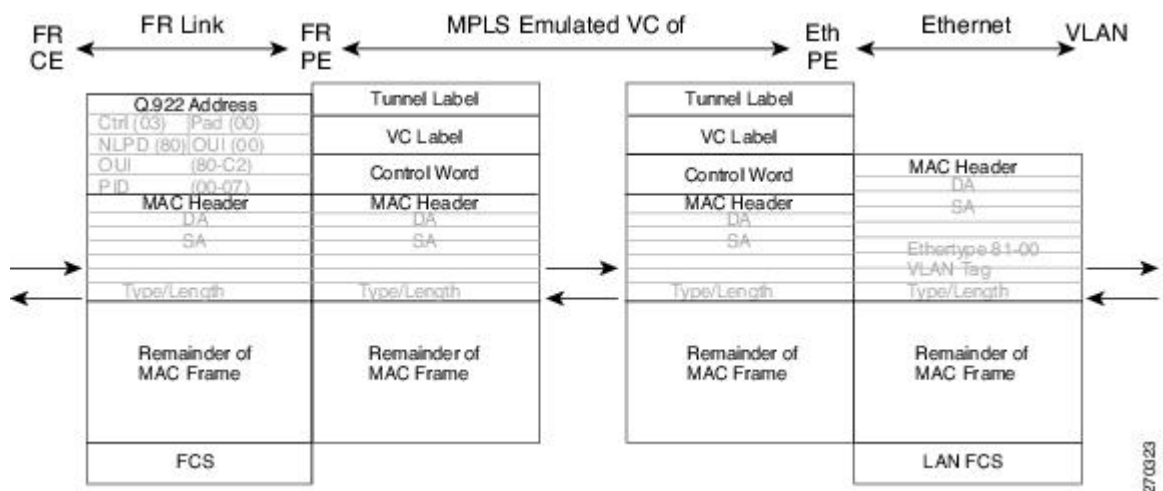 FR CE
FR Link
FR PE
MPLS Emulated VC of
Eth PE
Ethernet
VLAN
Q.922 Address
Ctrl (03) Pad (00)
NLPD (80) OUI (00)
OUI (80-C2)
PID (00-07)
MAC Header
DA
SA
Type/Length
Remainder of
MAC Frame
FCS
Tunnel Label
VC Label
Control Word
MAC Header
DA
SA
Type/Length
Remainder of
MAC Frame
Tunnel Label
VC Label
Control Word
MAC Header
DA
SA
Type/Length
Remainder of
MAC Frame
MAC Header
DA
SA
Ethertype 81-00
VLAN Tag
Type/Length
Remainder of
MAC Frame
LAN FCS
270323